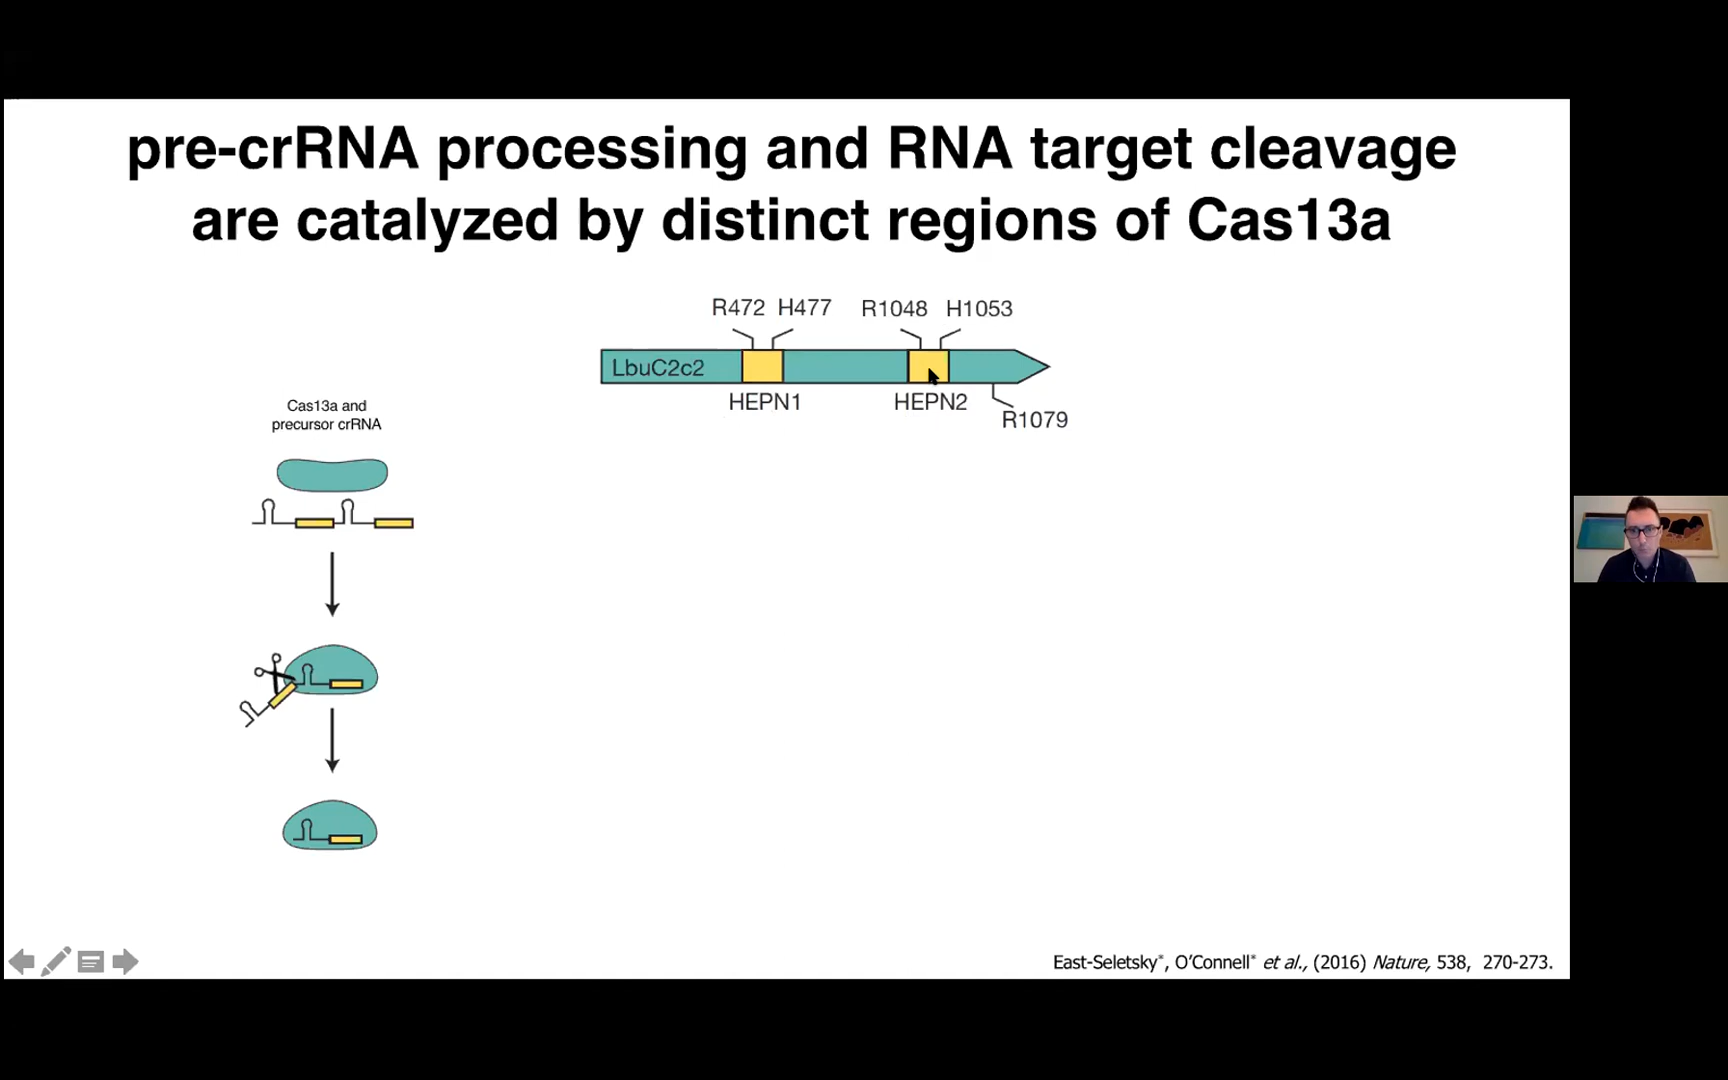 pre-crRNA processing and RNA target cleavage
are catalyzed by distinct regions of Cas13a
R472 H477 R1048 H1053
LbuC2c2
HEPN1 HEPN2
R1079
Cas13a and
precursor crRNA
East-Seletsky*, O'Connell* et al., (2016) Nature, 538, 270-273.